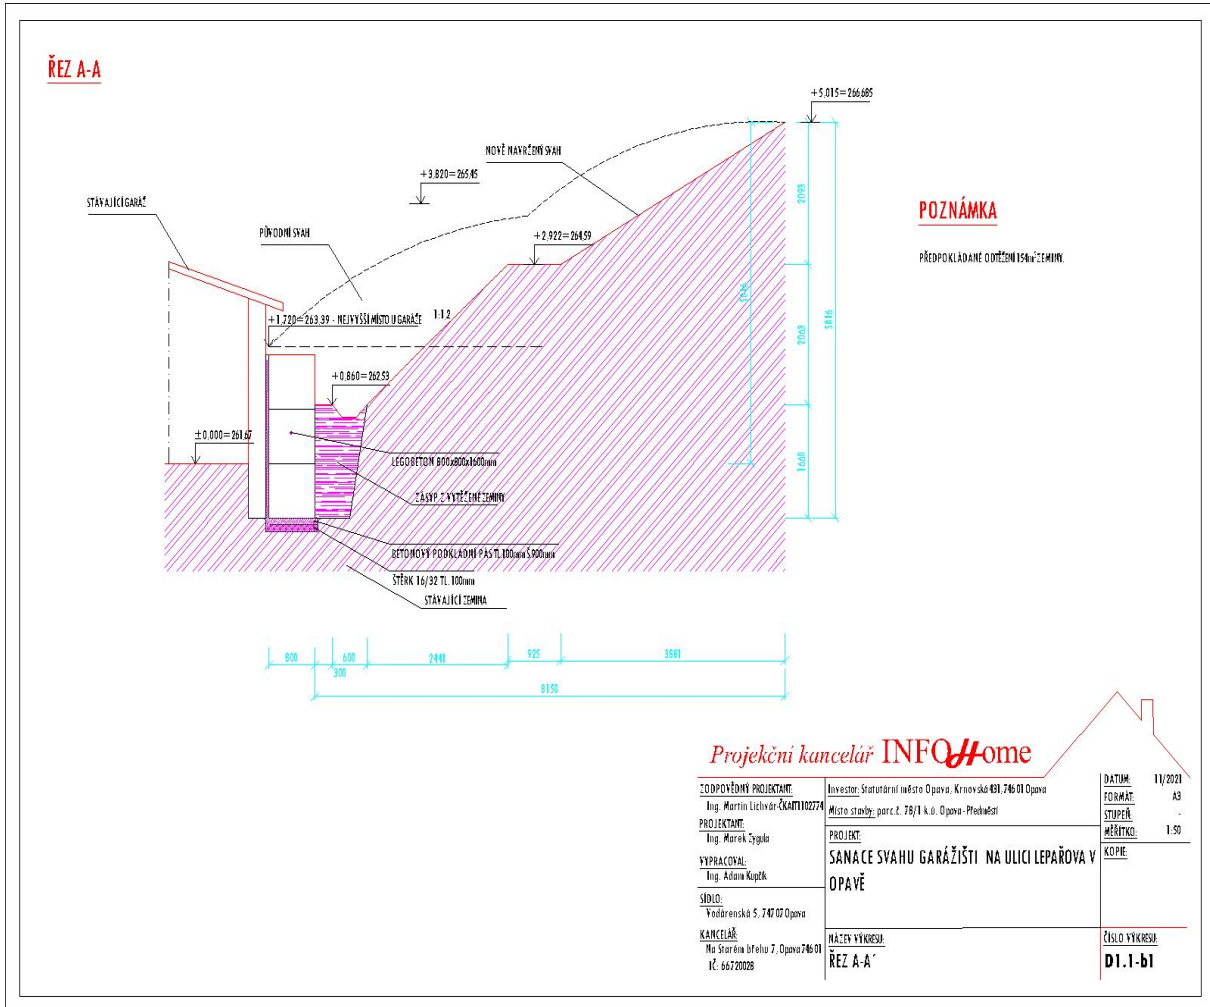 ŘEZ A-A
+5,015=266,685
NOVĚ NAVRŽENÝ SVAH
+3,820=265,45
STÁVAJÍCÍ GARÁŽ
PŮVODNÍ SVAH
+2,922=264,59
2093
POZNÁMKA
PŘEDPOKLÁDANÉ ODTĚŽENÍ 154m³ ZEMINY.
+1,720=263,39 - NEJVYŠŠÍ MÍSTO U GARÁŽE
1:1,2
5046
2063
5816
+0,860=262,53
±0,000=261,67
LEGOBETON 800x800x1600mm
1660
ZÁSYP Z VYTĚŽENÉ ZEMINY
BETONOVÝ PODKLADNÍ PÁS TL.100mm Š.900mm
ŠTĚRK 16/32 TL. 100mm
STÁVAJÍCÍ ZEMINA
800
300
600
2441
925
3881
8150
Projekční kancelář INFOHome
ZODPOVĚDNÝ PROJEKTANT:
Ing. Martin Lichvár-ČKAIT1102774
PROJEKTANT:
Ing. Marek Zygula
VYPRACOVAL:
Ing. Adam Kupčík
SÍDLO:
Vodárenská 5, 747 07 Opava
KANCELÁŘ:
Na Starém břehu 7, Opava 746 01
IČ: 66720028
Investor: Statutární město Opava, Krnovská 431, 746 01 Opava
Místo stavby: parc.č. 78/1 k.ú. Opava - Předměstí
PROJEKT:
SANACE SVAHU GARÁŽIŠTI NA ULICI LEPAŘOVA V
OPAVĚ
NÁZEV VÝKRESU:
ŘEZ A-A´
DATUM: 11/2021
FORMÁT: A3
STUPEŇ: -
MĚŘÍTKO: 1:50
KOPIE:
ČÍSLO VÝKRESU:
D1.1-b1